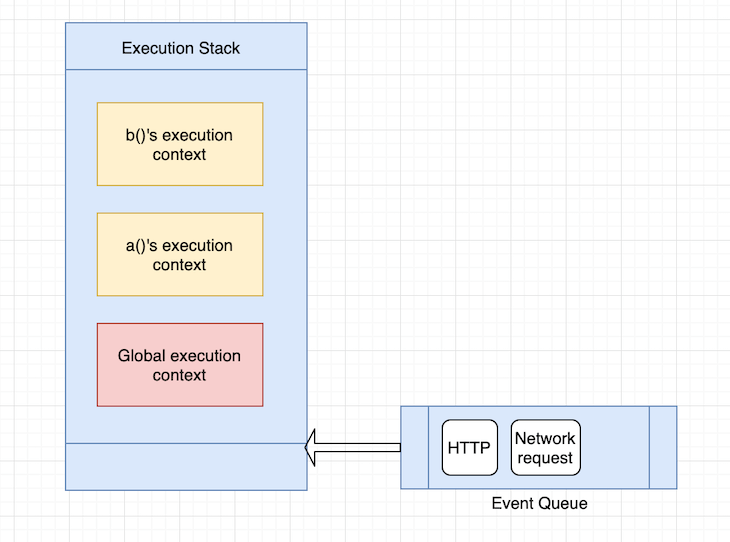 Execution Stack
b()'s execution
context
a()'s execution
context
Global execution
context
HTTP
Network
request
Event Queue